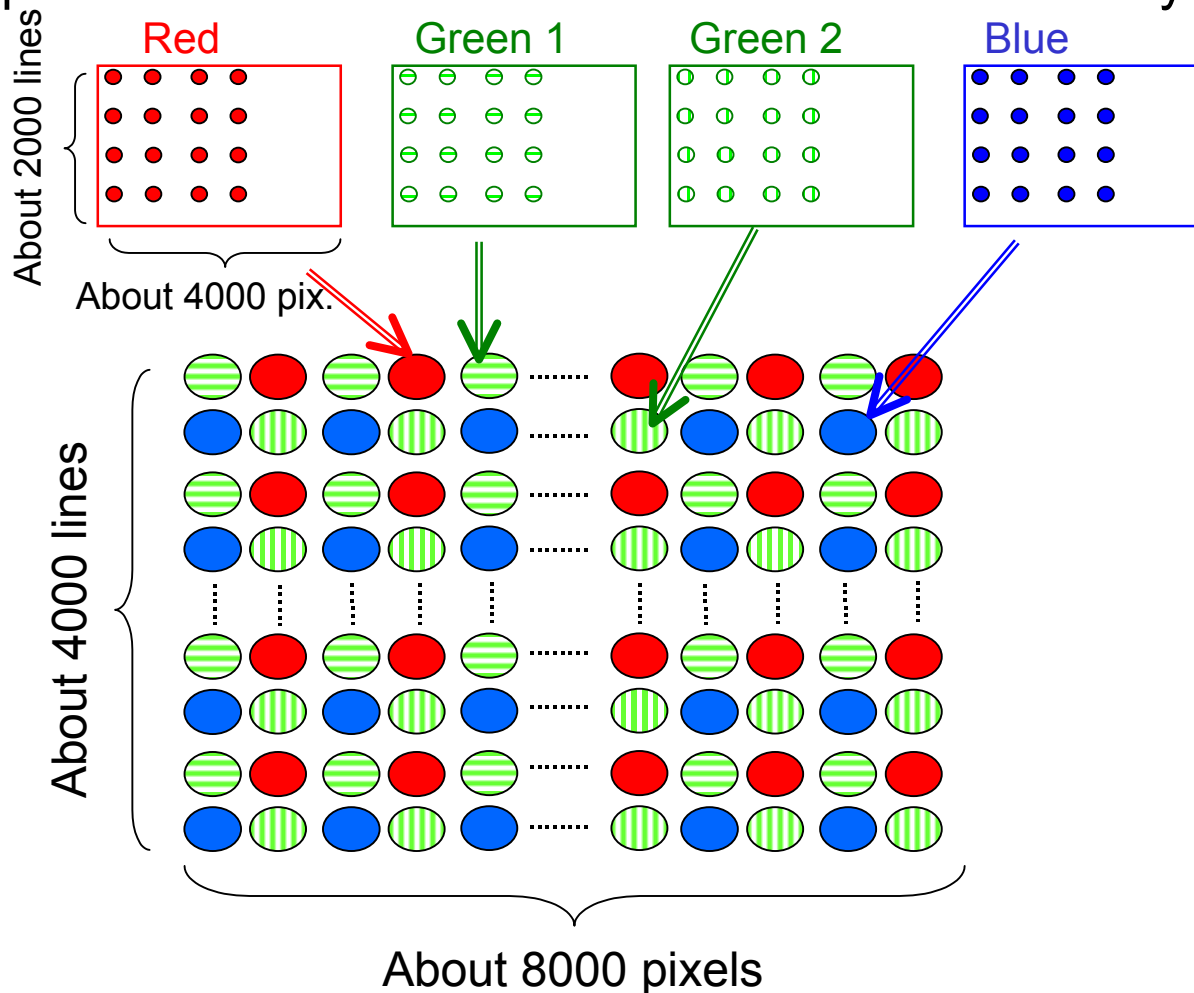 Red
Green 1
Green 2
Blue
About 2000 lines
About 4000 pix.
About 4000 lines
About 8000 pixels